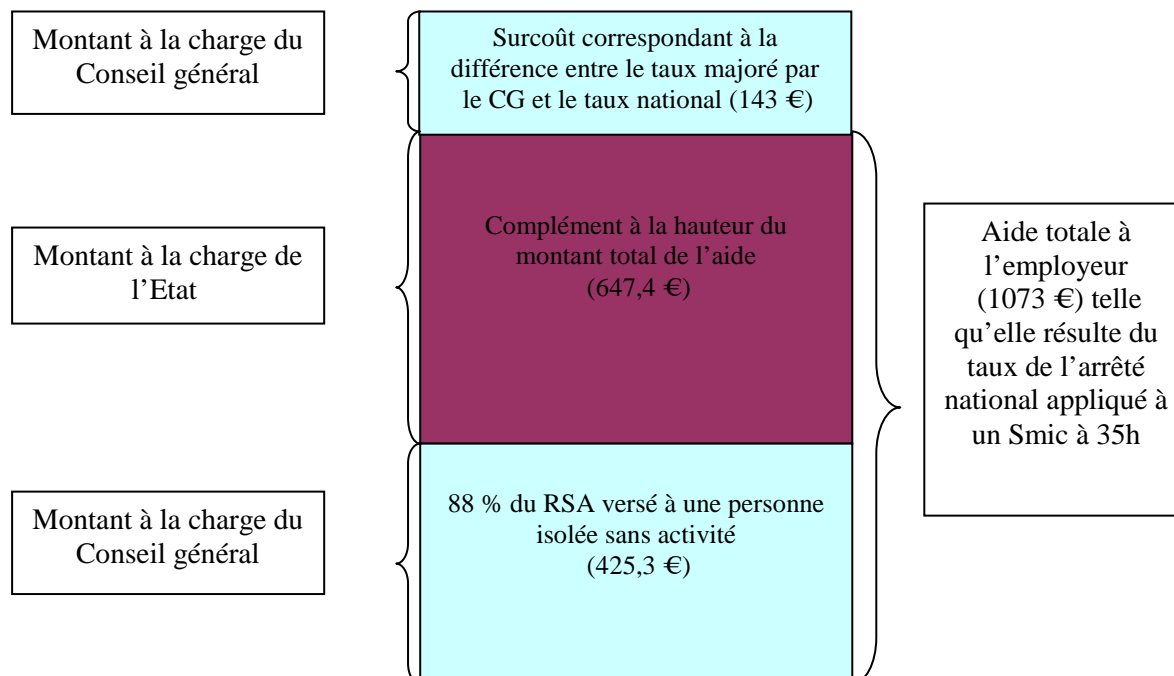 Montant à la charge du
Conseil général
Surcoût correspondant à la
différence entre le taux majoré par
le CG et le taux national (143 €)
Montant à la charge de
l’Etat
Complément à la hauteur du
montant total de l’aide
(647,4 €)
Aide totale à
l’employeur
(1073 €) telle
qu’elle résulte du
taux de l’arrêté
national appliqué à
un Smic à 35h
Montant à la charge du
Conseil général
88 % du RSA versé à une personne
isolée sans activité
(425,3 €)